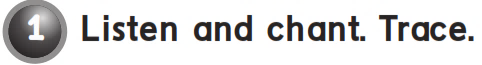 1 Listen and chant. Trace.